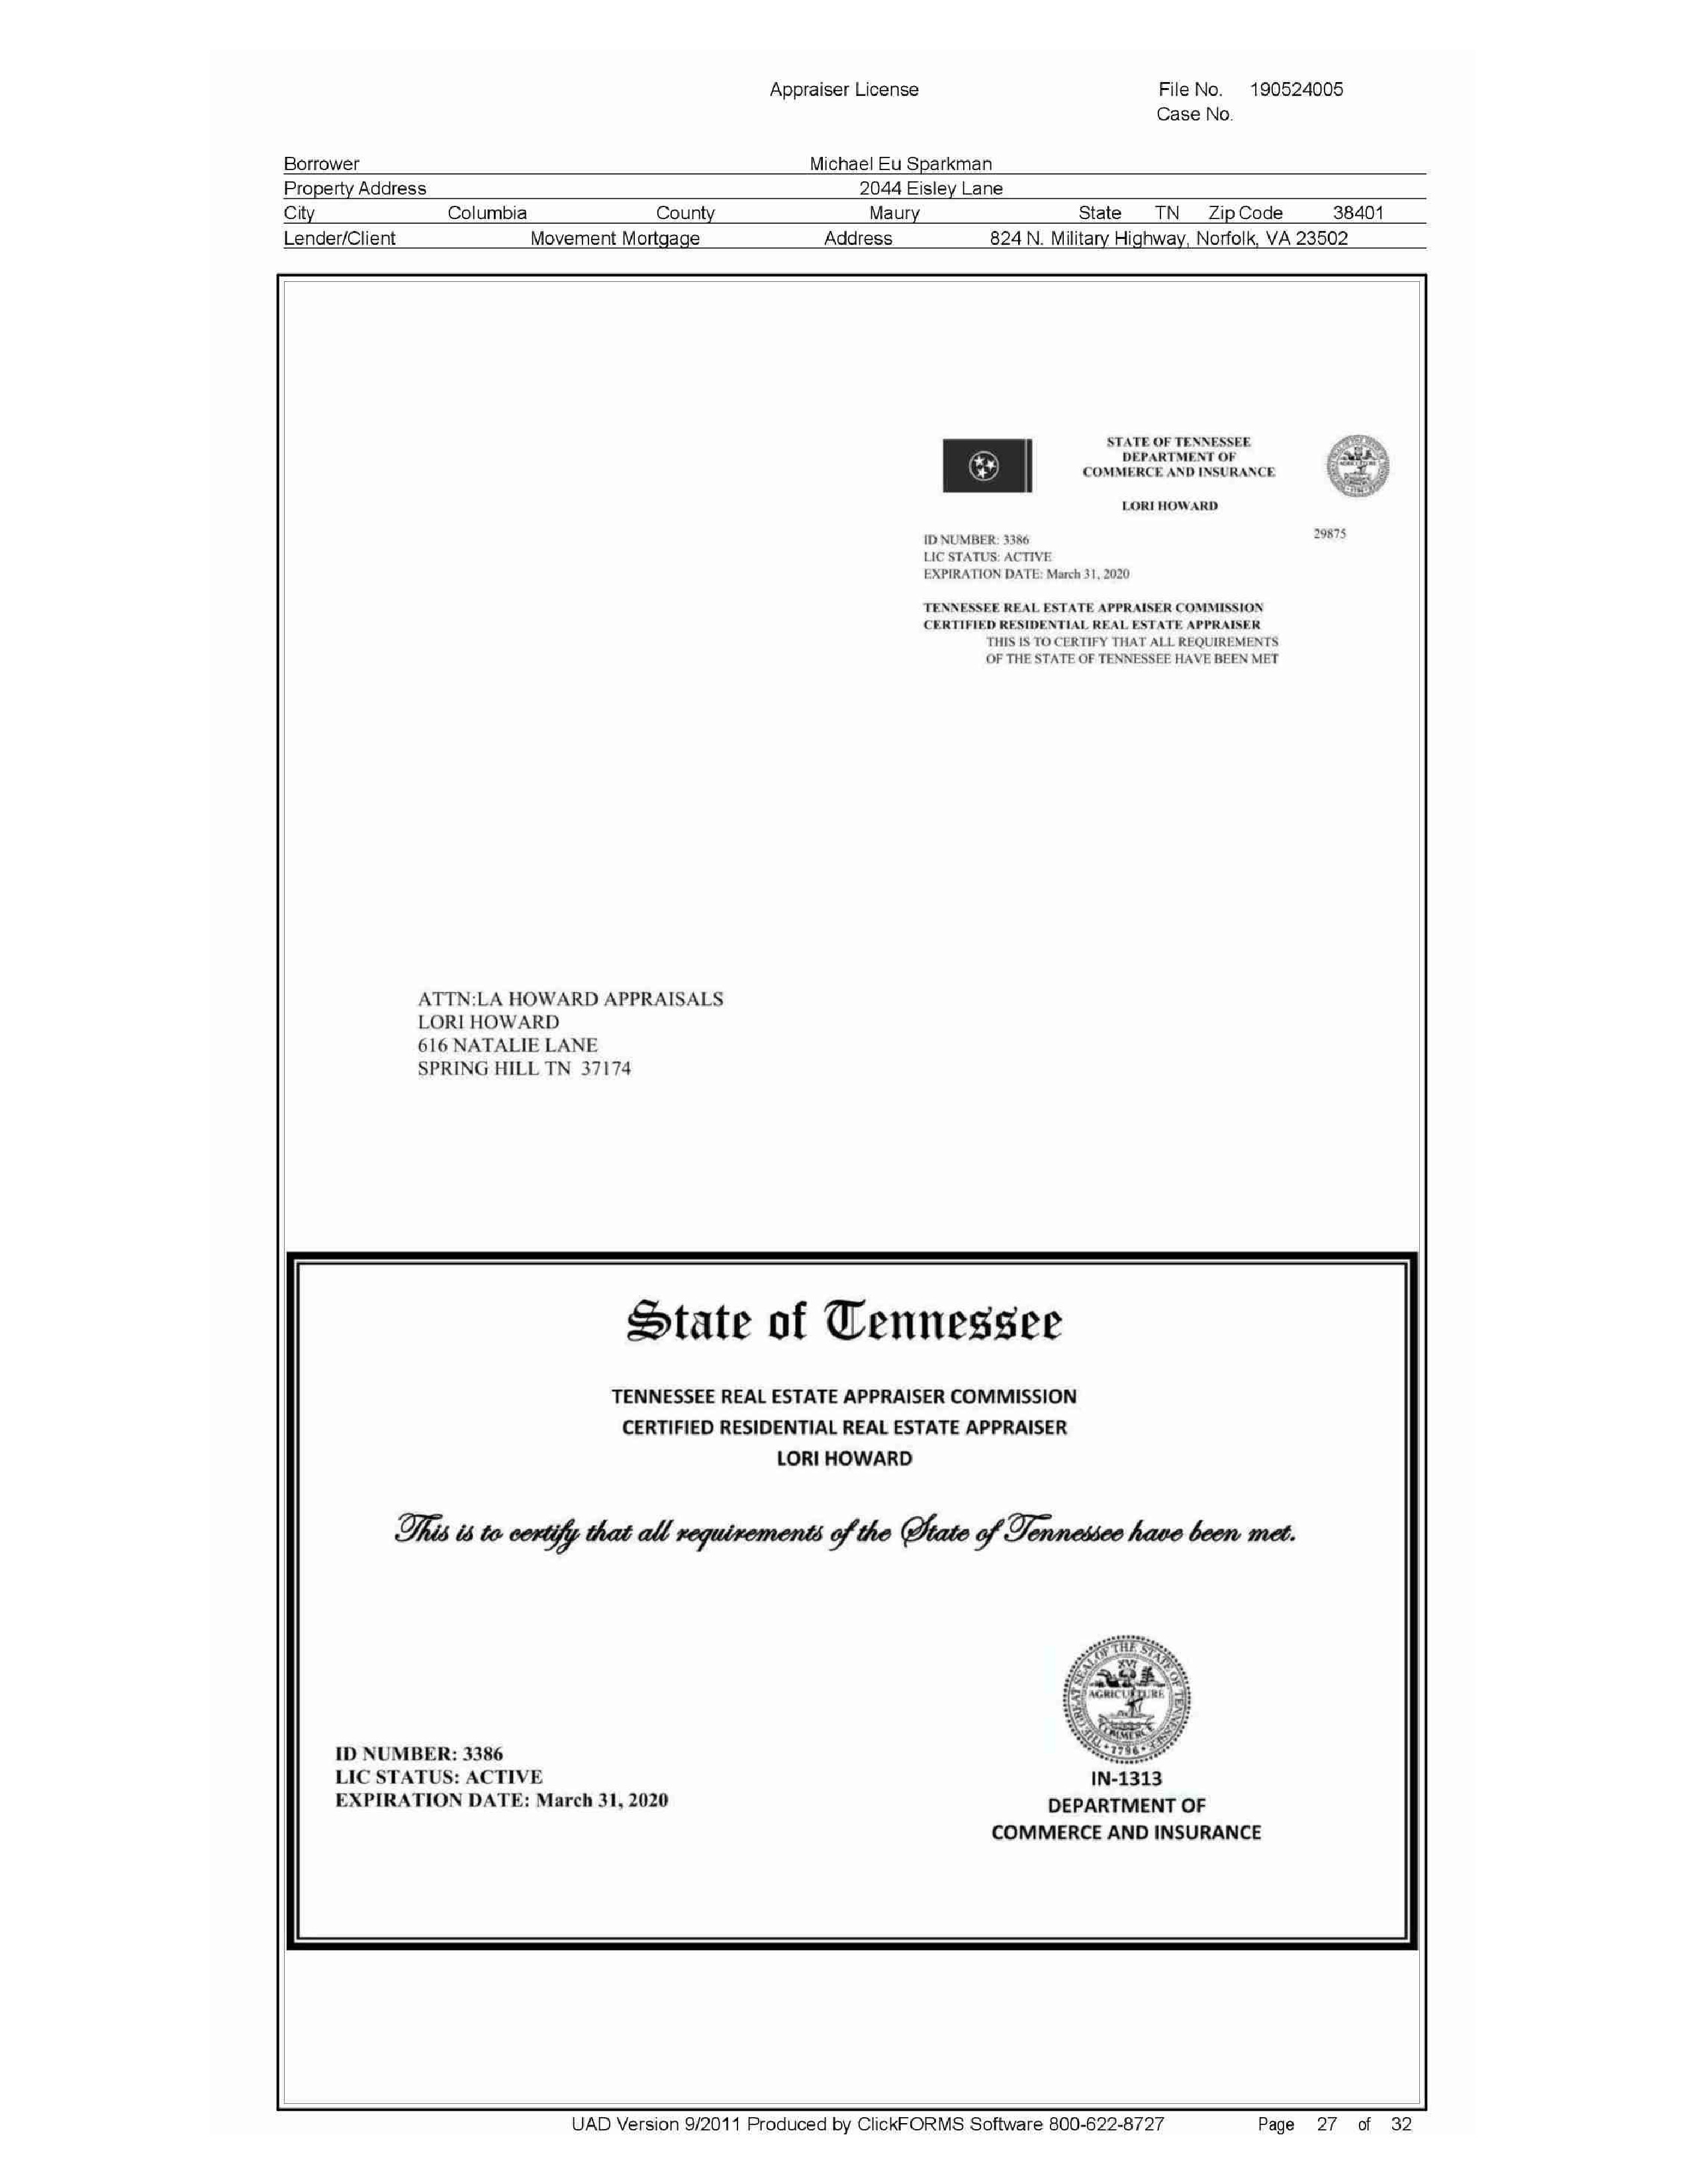 Appraiser License
File No. 190524005
Case No.
Borrower Michael Eu Sparkman
Property Address 2044 Eisley Lane
City Columbia County Maury State TN Zip Code 38401
Lender/Client Movement Mortgage Address 824 N. Military Highway, Norfolk, VA 23502
STATE OF TENNESSEE
DEPARTMENT OF
COMMERCE AND INSURANCE
LORI HOWARD
29875
ID NUMBER: 3386
LIC STATUS: ACTIVE
EXPIRATION DATE: March 31, 2020
TENNESSEE REAL ESTATE APPRAISER COMMISSION
CERTIFIED RESIDENTIAL REAL ESTATE APPRAISER
THIS IS TO CERTIFY THAT ALL REQUIREMENTS
OF THE STATE OF TENNESSEE HAVE BEEN MET
ATTN:LA HOWARD APPRAISALS
LORI HOWARD
616 NATALIE LANE
SPRING HILL TN 37174
State of Tennessee
TENNESSEE REAL ESTATE APPRAISER COMMISSION
CERTIFIED RESIDENTIAL REAL ESTATE APPRAISER
LORI HOWARD
This is to certify that all requirements of the State of Tennessee have been met.
THE GREAT SEAL OF THE STATE OF TENNESSEE
XVI
AGRICULTURE
COMMERCE
1796
ID NUMBER: 3386
LIC STATUS: ACTIVE
EXPIRATION DATE: March 31, 2020
IN-1313
DEPARTMENT OF
COMMERCE AND INSURANCE
UAD Version 9/2011 Produced by ClickFORMS Software 800-622-8727 Page 27 of 32